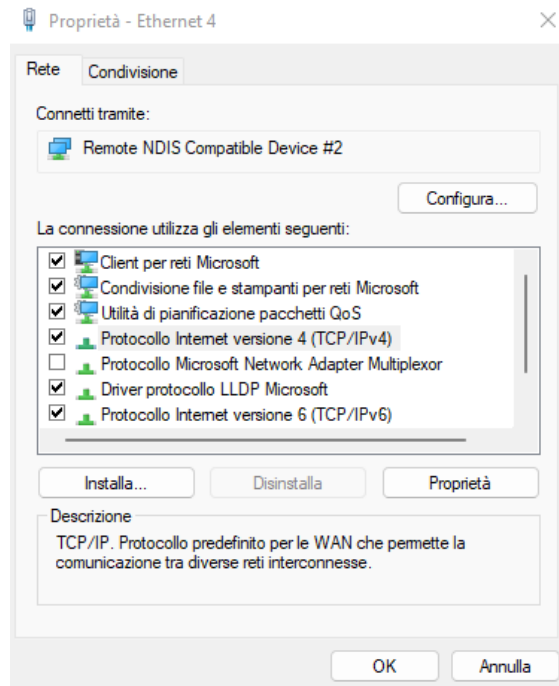 Proprietà - Ethernet 4
Rete
Condivisione
Connetti tramite:
Remote NDIS Compatible Device #2
Configura...
La connessione utilizza gli elementi seguenti:
Client per reti Microsoft
Condivisione file e stampanti per reti Microsoft
Utilità di pianificazione pacchetti QoS
Protocollo Internet versione 4 (TCP/IPv4)
Protocollo Microsoft Network Adapter Multiplexor
Driver protocollo LLDP Microsoft
Protocollo Internet versione 6 (TCP/IPv6)
Installa...
Disinstalla
Proprietà
Descrizione
TCP/IP. Protocollo predefinito per le WAN che permette la
comunicazione tra diverse reti interconnesse.
OK
Annulla